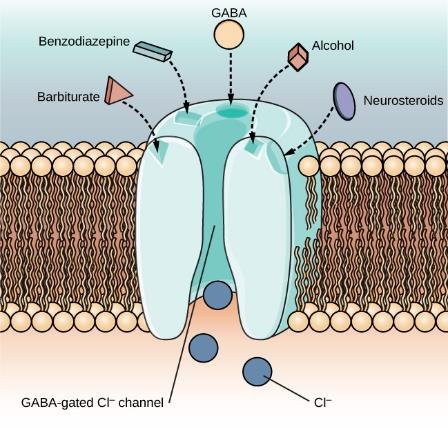 GABA
Benzodiazepine
Alcohol
Barbiturate
Neurosteroids
GABA-gated Cl⁻ channel
Cl⁻